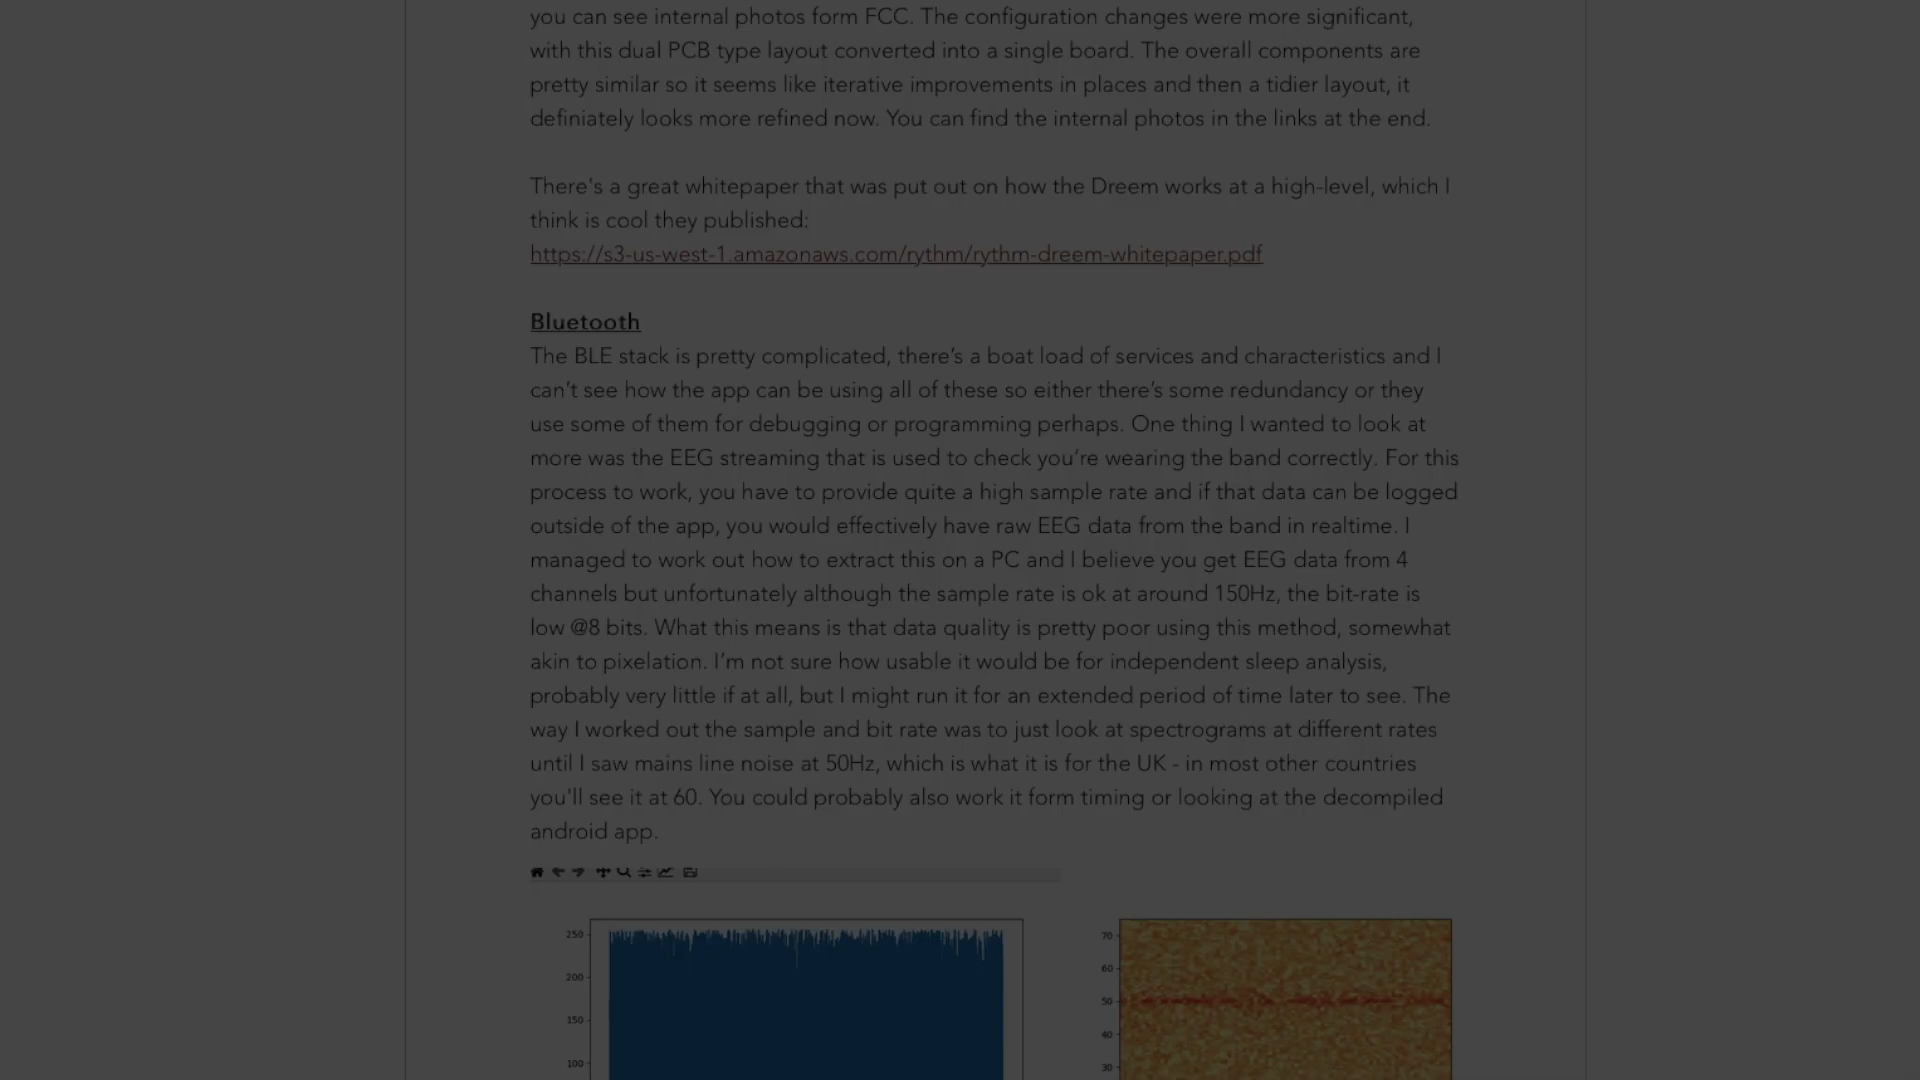 you can see internal photos form FCC. The configuration changes were more significant,
with this dual PCB type layout converted into a single board. The overall components are
pretty similar so it seems like iterative improvements in places and then a tidier layout, it
definiately looks more refined now. You can find the internal photos in the links at the end.
There's a great whitepaper that was put out on how the Dreem works at a high-level, which I
think is cool they published:
https://s3-us-west-1.amazonaws.com/rythm/rythm-dreem-whitepaper.pdf
Bluetooth
The BLE stack is pretty complicated, there's a boat load of services and characteristics and I
can't see how the app can be using all of these so either there's some redundancy or they
use some of them for debugging or programming perhaps. One thing I wanted to look at
more was the EEG streaming that is used to check you're wearing the band correctly. For this
process to work, you have to provide quite a high sample rate and if that data can be logged
outside of the app, you would effectively have raw EEG data from the band in realtime. I
managed to work out how to extract this on a PC and I believe you get EEG data from 4
channels but unfortunately although the sample rate is ok at around 150Hz, the bit-rate is
low @8 bits. What this means is that data quality is pretty poor using this method, somewhat
akin to pixelation. I'm not sure how usable it would be for independent sleep analysis,
probably very little if at all, but I might run it for an extended period of time later to see. The
way I worked out the sample and bit rate was to just look at spectrograms at different rates
until I saw mains line noise at 50Hz, which is what it is for the UK - in most other countries
you'll see it at 60. You could probably also work it form timing or looking at the decompiled
android app.
250
200
150
100
70
60
50
40
30